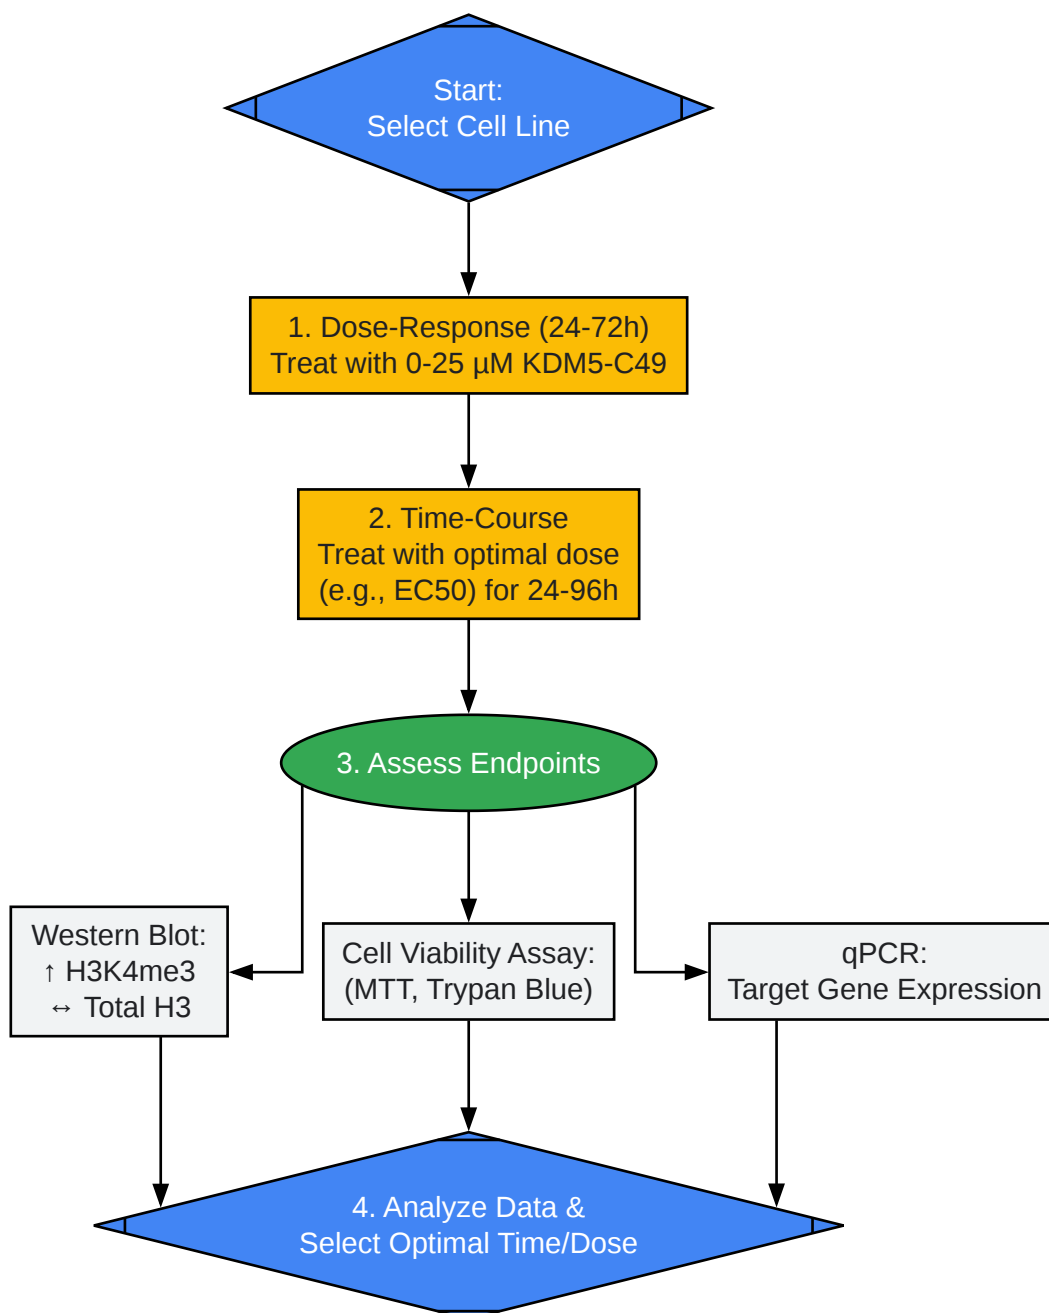 Start:
Select Cell Line
1. Dose-Response (24-72h)
Treat with 0-25 µM KDM5-C49
2. Time-Course
Treat with optimal dose
(e.g., EC50) for 24-96h
3. Assess Endpoints
Western Blot:
↑ H3K4me3
↔ Total H3
Cell Viability Assay:
(MTT, Trypan Blue)
qPCR:
Target Gene Expression
4. Analyze Data &
Select Optimal Time/Dose